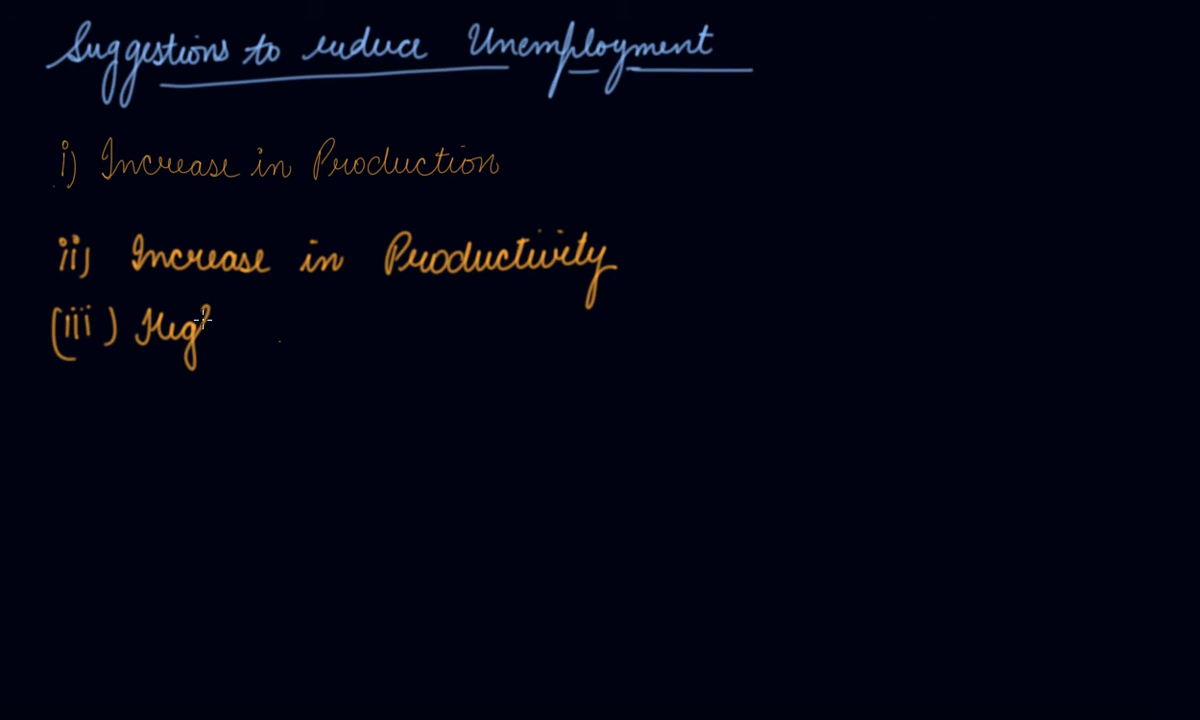 Suggestions to reduce Unemployment
i) Increase in Production
ii) Increase in Productivity
(iii)